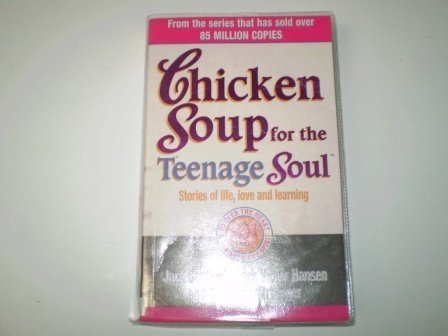 From the series that has sold over
85 MILLION COPIES
Chicken
Soup for the
Teenage Soul™
Stories of life, love and learning
Hansen